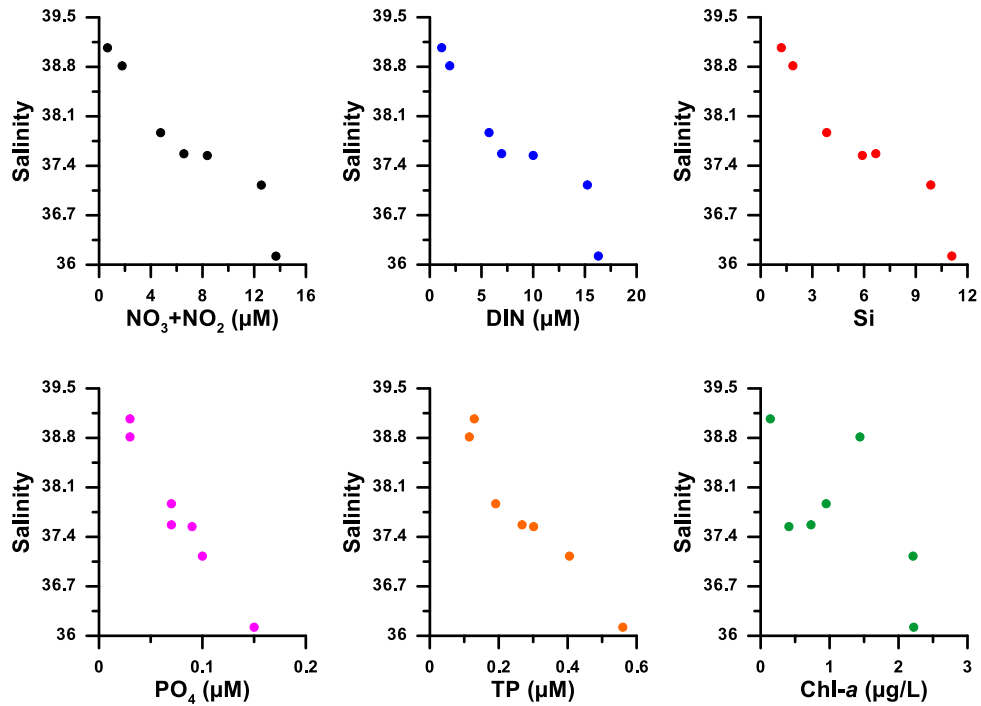 39.5
38.8
38.1
37.4
36.7
36
Salinity
0 4 8 12 16
NO₃+NO₂ (µM)
39.5
38.8
38.1
37.4
36.7
36
Salinity
0 5 10 15 20
DIN (µM)
39.5
38.8
38.1
37.4
36.7
36
Salinity
0 3 6 9 12
Si
39.5
38.8
38.1
37.4
36.7
36
Salinity
0 0.1 0.2
PO₄ (µM)
39.5
38.8
38.1
37.4
36.7
36
Salinity
0 0.2 0.4 0.6
TP (µM)
39.5
38.8
38.1
37.4
36.7
36
Salinity
0 1 2 3
Chl-a (µg/L)